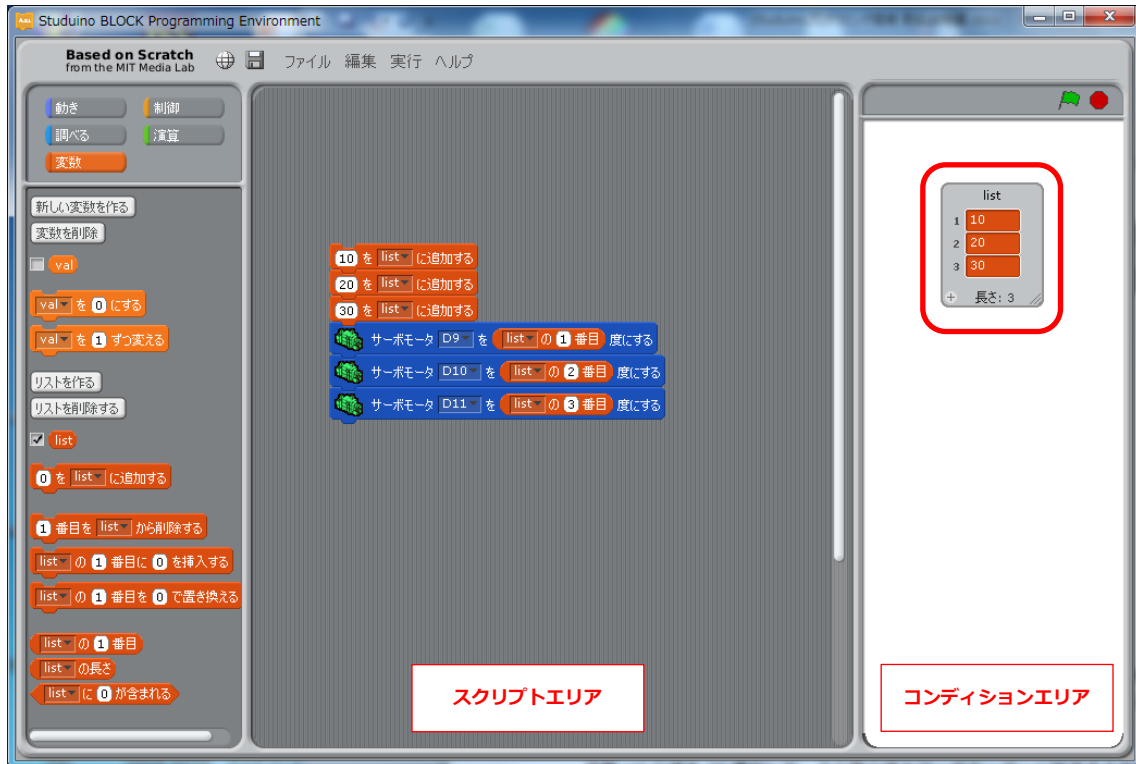 Studuino BLOCK Programming Environment
Based on Scratch
from the MIT Media Lab
ファイル 編集 実行 ヘルプ
動き 制御
調べる 演算
変数
新しい変数を作る
変数を削除
val
val を 0 にする
val を 1 ずつ変える
リストを作る
リストを削除する
list
0 を list に追加する
1 番目を list から削除する
list の 1 番目に 0 を挿入する
list の 1 番目を 0 で置き換える
list の 1 番目
list の長さ
list に 0 が含まれる
10 を list に追加する
20 を list に追加する
30 を list に追加する
サーボモータ D9 を list の 1 番目 度にする
サーボモータ D10 を list の 2 番目 度にする
サーボモータ D11 を list の 3 番目 度にする
スクリプトエリア
list
1 10
2 20
3 30
+ 長さ: 3
コンディションエリア